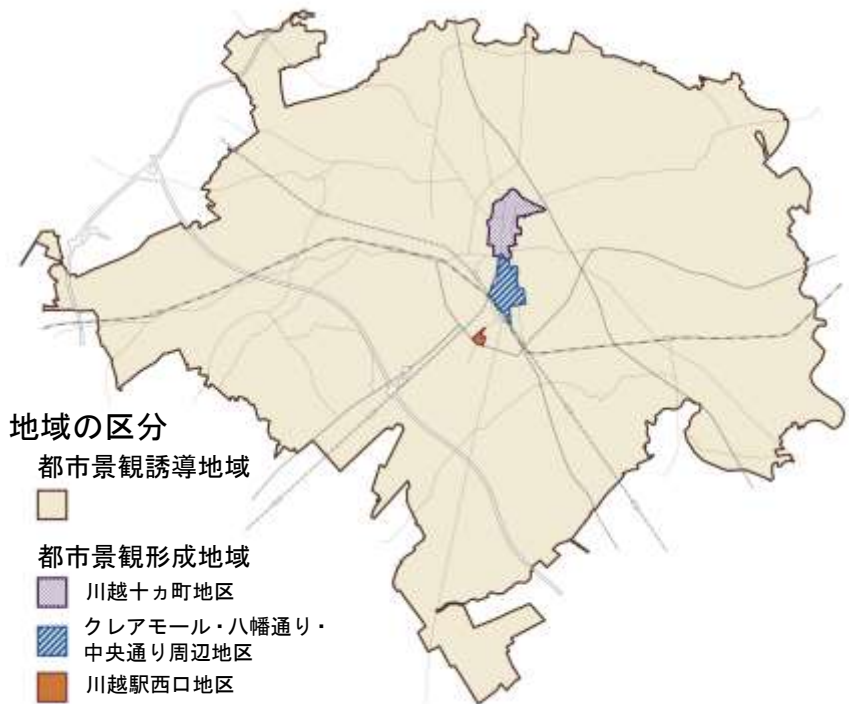 地域の区分
都市景観誘導地域
都市景観形成地域
川越十ヵ町地区
クレアモール・八幡通り・
中央通り周辺地区
川越駅西口地区